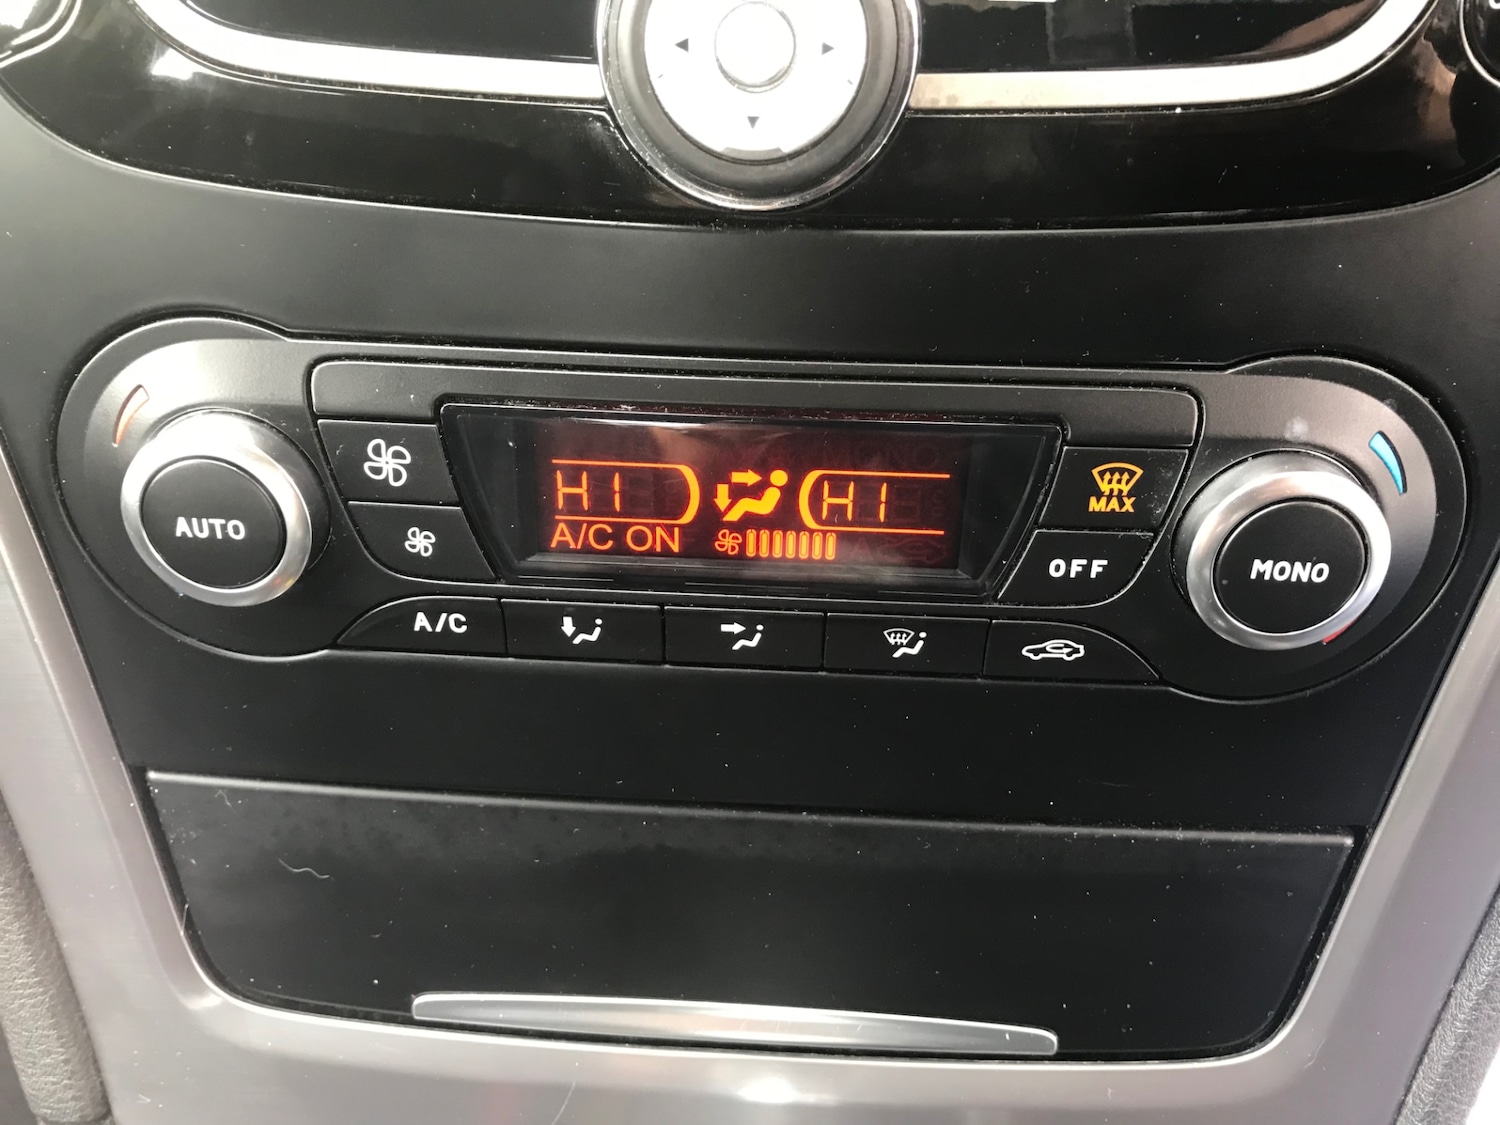 HI HI
A/C ON
MAX
AUTO
OFF
MONO
A/C